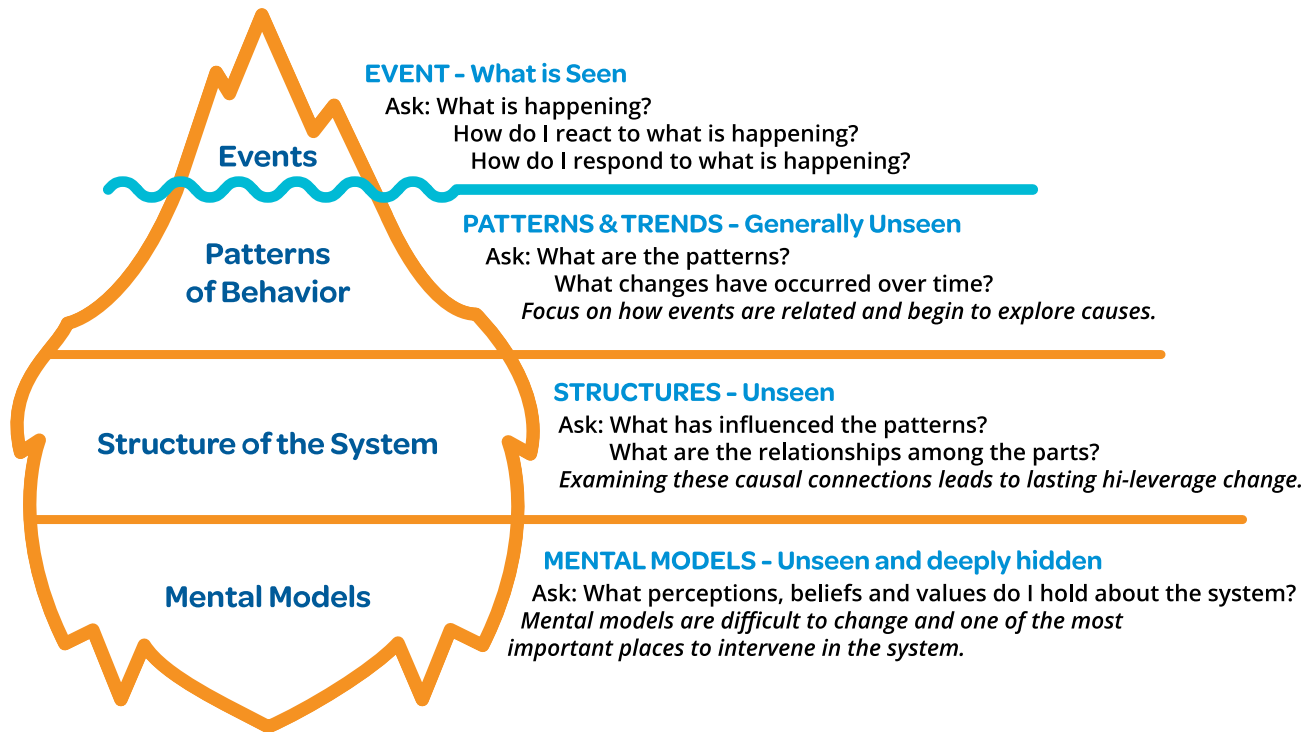 EVENT - What is Seen
Ask: What is happening?
How do I react to what is happening?
How do I respond to what is happening?
Events
PATTERNS & TRENDS - Generally Unseen
Ask: What are the patterns?
What changes have occurred over time?
Focus on how events are related and begin to explore causes.
Patterns
of Behavior
STRUCTURES - Unseen
Ask: What has influenced the patterns?
What are the relationships among the parts?
Examining these causal connections leads to lasting hi-leverage change.
Structure of the System
MENTAL MODELS - Unseen and deeply hidden
Ask: What perceptions, beliefs and values do I hold about the system?
Mental models are difficult to change and one of the most
important places to intervene in the system.
Mental Models